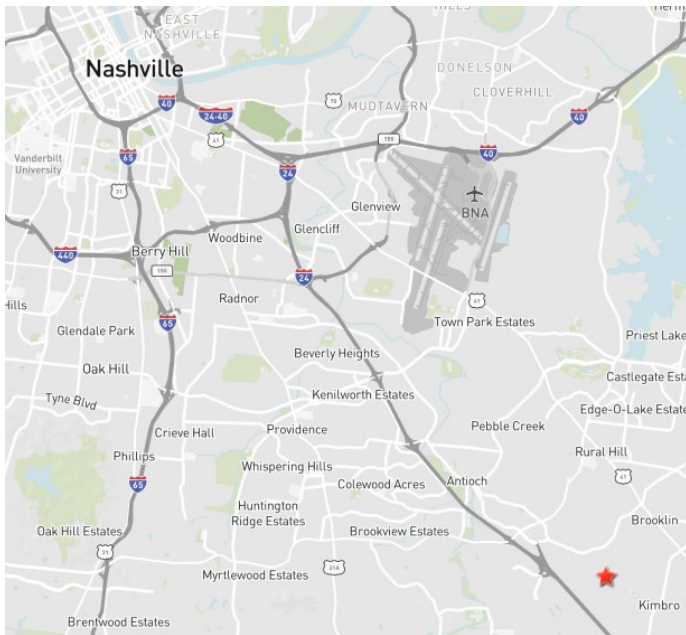 EAST
NASHVILLE
HILLS
Nashville
DONELSON
CLOVERHILL
40
24-40
70
MUDTAVERN
40
41
155
65
40
Vanderbilt
University
24
31
BNA
Glenview
Woodbine
Glencliff
440
Berry Hill
155
24
Hills
Radnor
41
65
Town Park Estates
Glendale Park
Priest Lake
Beverly Heights
Oak Hill
Castlegate Esta
Kenilworth Estates
Tyne Blvd
Edge-O-Lake Estate
Crieve Hall
Providence
Pebble Creek
Phillips
Rural Hill
Whispering Hills
65
Colewood Acres
Antioch
41
Huntington
Ridge Estates
Brooklin
Oak Hill Estates
Brookview Estates
31
31A
Myrtlewood Estates
Kimbro
Brentwood Estates